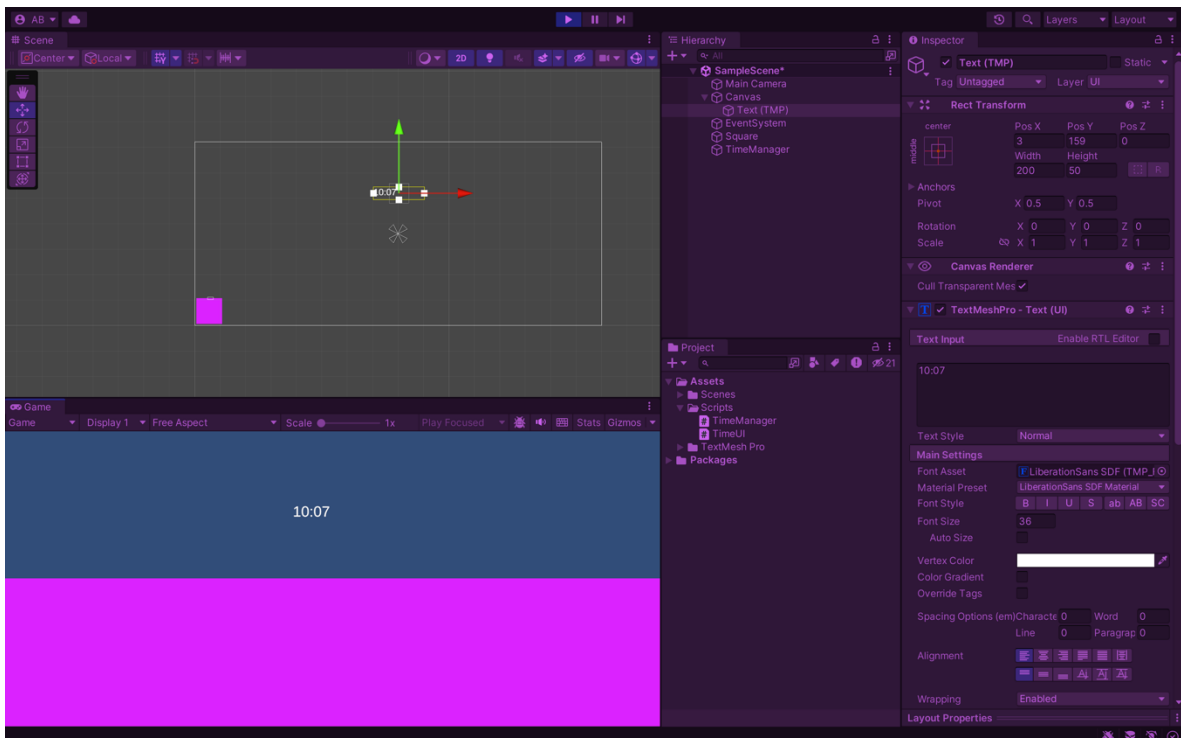 AB
Layers
Layout
Scene
Center
Local
2D
10:07
Game
Game
Display 1
Free Aspect
Scale
1x
Play Focused
Stats
Gizmos
10:07
Hierarchy
All
SampleScene*
Main Camera
Canvas
Text (TMP)
EventSystem
Square
TimeManager
Project
21
Assets
Scenes
Scripts
TimeManager
TimeUI
TextMesh Pro
Packages
Inspector
Text (TMP)
Static
Tag Untagged
Layer UI
Rect Transform
center
middle
Pos X Pos Y Pos Z
3 159 0
Width Height
200 50
R
Anchors
Pivot X 0.5 Y 0.5
Rotation X 0 Y 0 Z 0
Scale X 1 Y 1 Z 1
Canvas Renderer
Cull Transparent Mes
TextMeshPro - Text (UI)
Text Input Enable RTL Editor
10:07
Text Style Normal
Main Settings
Font Asset LiberationSans SDF (TMP_F
Material Preset LiberationSans SDF Material
Font Style B I U S ab AB SC
Font Size 36
Auto Size
Vertex Color
Color Gradient
Override Tags
Spacing Options (em) Characte 0 Word 0
Line 0 Paragrap 0
Alignment
Wrapping Enabled
Layout Properties